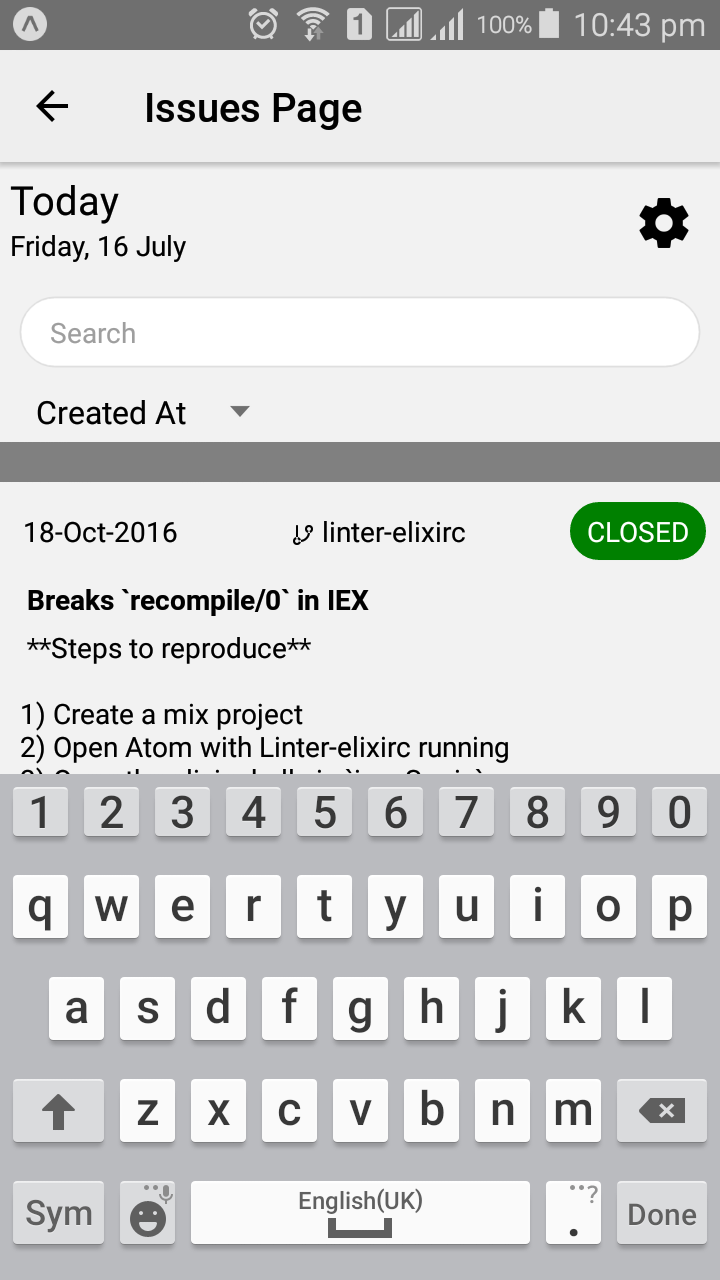 1 100% 10:43 pm
Issues Page
Today
Friday, 16 July
Search
Created At
18-Oct-2016 linter-elixirc CLOSED
Breaks `recompile/0` in IEX
**Steps to reproduce**
1) Create a mix project
2) Open Atom with Linter-elixirc running
1 2 3 4 5 6 7 8 9 0
q w e r t y u i o p
a s d f g h j k l
z x c v b n m
English(UK) ?
Sym . Done